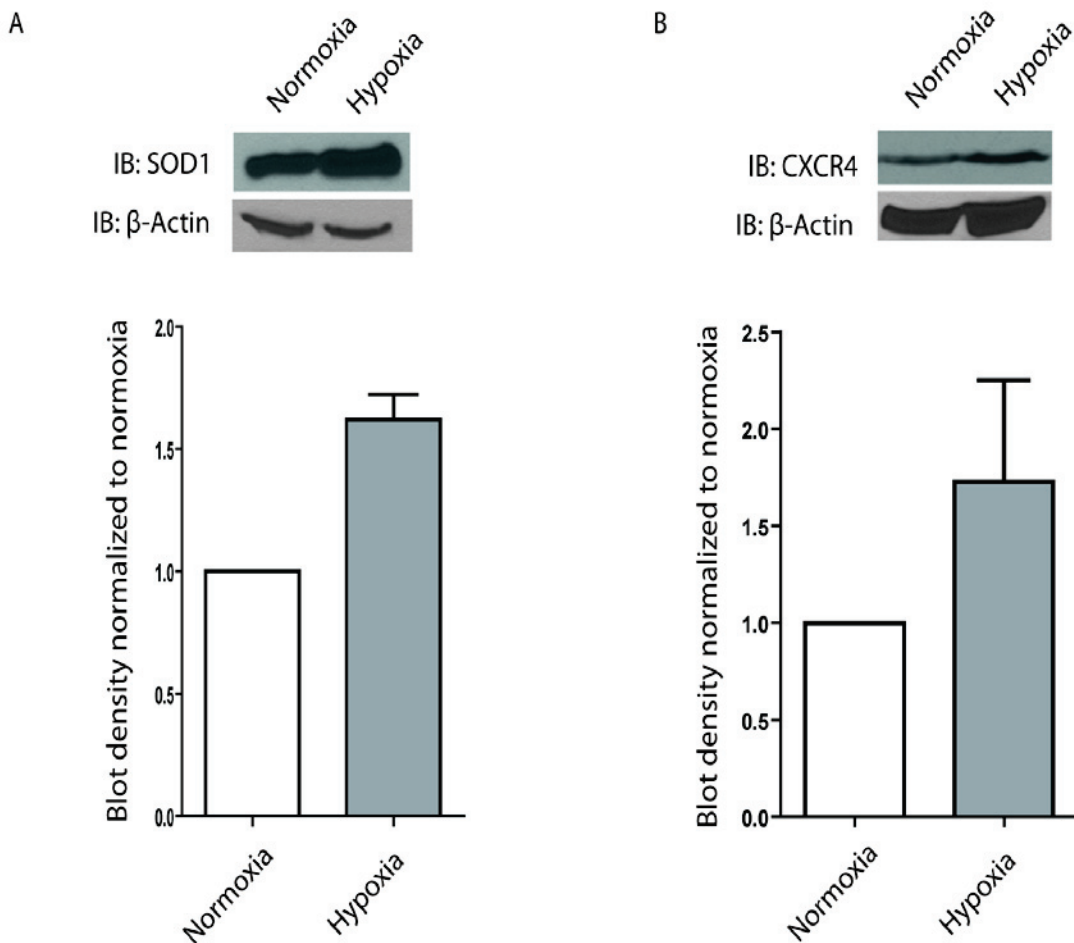 A
Normoxia
Hypoxia
IB: SOD1
IB: β-Actin
Blot density normalized to normoxia
2.0
1.5
1.0
0.5
0.0
Normoxia
Hypoxia
B
Normoxia
Hypoxia
IB: CXCR4
IB: β-Actin
Blot density normalized to normoxia
2.5
2.0
1.5
1.0
0.5
0.0
Normoxia
Hypoxia